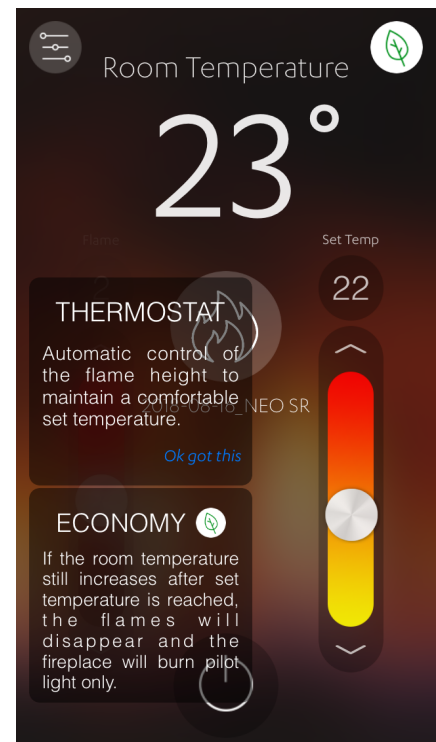 Room Temperature
23°
Flame
Set Temp
2
22
THERMOSTAT
Automatic control of
the flame height to
maintain a comfortable
set temperature.
2018-08-16_NEO SR
Ok got this
ECONOMY
If the room temperature
still increases after set
temperature is reached,
the flames will
disappear and the
fireplace will burn pilot
light only.